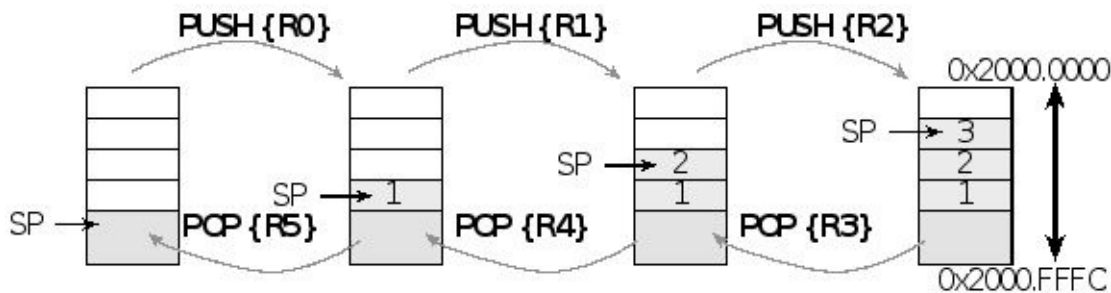 PUSH {R0} PUSH {R1} PUSH {R2}
0x2000.0000
SP 3
SP 2 2
SP 1 1 1
SP POP {R5} POP {R4} POP {R3}
0x2000.FFFC